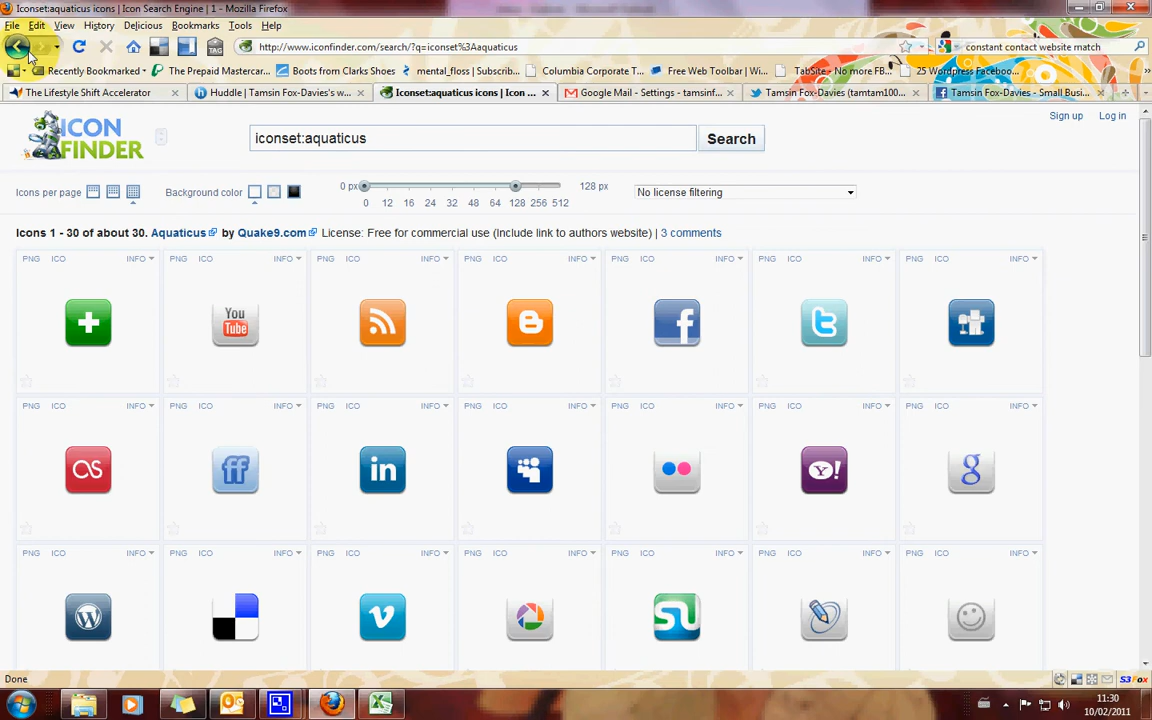 Iconset:aquaticus icons | Icon Search Engine | 1 - Mozilla Firefox
File Edit View History Delicious Bookmarks Tools Help
TAG http://www.iconfinder.com/search/?q=iconset%3Aaquaticus constant contact website match
Recently Bookmarked The Prepaid Mastercar... Boots from Clarks Shoes mental_floss | Subscrib... Columbia Corporate T... Free Web Toolbar | Wi... TabSite- No more FB... 25 Wordpress Faceboo...
The Lifestyle Shift Accelerator Huddle | Tamsin Fox-Davies's w... Iconset:aquaticus icons | Icon ... Google Mail - Settings - tamsinf... Tamsin Fox-Davies (tamtam100... Tamsin Fox-Davies - Small Busi...
Sign up Log in
ICON FINDER
iconset:aquaticus Search
Icons per page Background color 0 px 128 px No license filtering
0 12 16 24 32 48 64 128 256 512
Icons 1 - 30 of about 30. Aquaticus by Quake9.com License: Free for commercial use (Include link to authors website) | 3 comments
PNG ICO INFO PNG ICO INFO PNG ICO INFO PNG ICO INFO PNG ICO INFO PNG ICO INFO PNG ICO INFO
You Tube f t
PNG ICO INFO PNG ICO INFO PNG ICO INFO PNG ICO INFO PNG ICO INFO PNG ICO INFO PNG ICO INFO
ff in Y! g
PNG ICO INFO PNG ICO INFO PNG ICO INFO PNG ICO INFO PNG ICO INFO PNG ICO INFO PNG ICO INFO
W V SU
Done S3Fox
11:30
10/02/2011